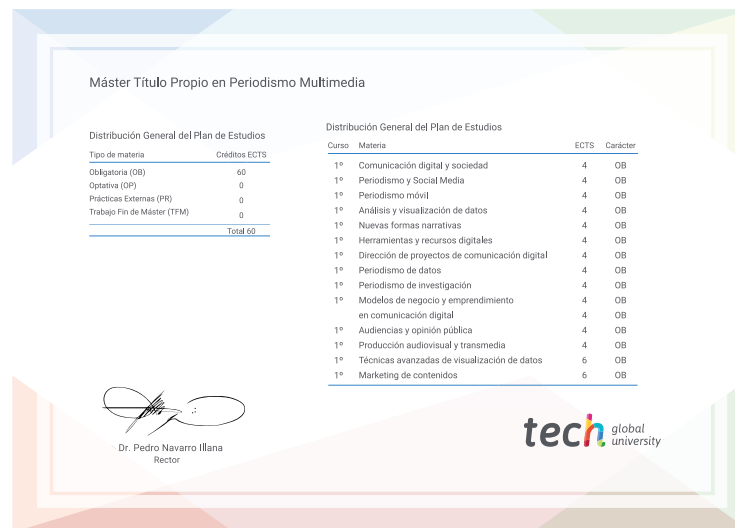 Máster Título Propio en Periodismo Multimedia
Distribución General del Plan de Estudios
Tipo de materia Créditos ECTS
Obligatoria (OB) 60
Optativa (OP) 0
Prácticas Externas (PR) 0
Trabajo Fin de Máster (TFM) 0
Total 60
Distribución General del Plan de Estudios
Curso Materia ECTS Carácter
1º Comunicación digital y sociedad 4 OB
1º Periodismo y Social Media 4 OB
1º Periodismo móvil 4 OB
1º Análisis y visualización de datos 4 OB
1º Nuevas formas narrativas 4 OB
1º Herramientas y recursos digitales 4 OB
1º Dirección de proyectos de comunicación digital 4 OB
1º Periodismo de datos 4 OB
1º Periodismo de investigación 4 OB
1º Modelos de negocio y emprendimiento 4 OB
en comunicación digital 4 OB
1º Audiencias y opinión pública 4 OB
1º Producción audiovisual y transmedia 4 OB
1º Técnicas avanzadas de visualización de datos 6 OB
1º Marketing de contenidos 6 OB
Dr. Pedro Navarro Illana
Rector
tech global
university